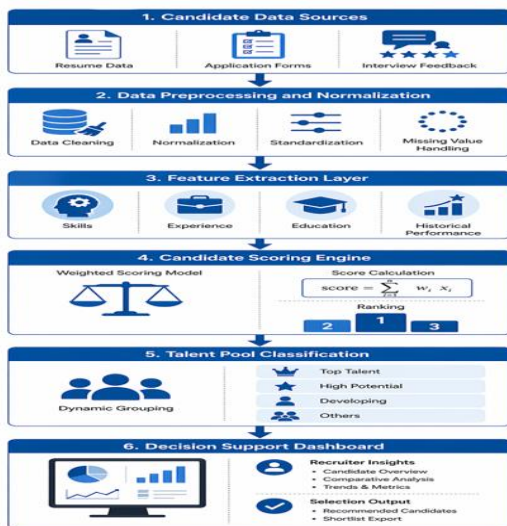 1. Candidate Data Sources
Resume Data
Application Forms
Interview Feedback
2. Data Preprocessing and Normalization
Data Cleaning
Normalization
Standardization
Missing Value
Handling
3. Feature Extraction Layer
Skills
Experience
Education
Historical
Performance
4. Candidate Scoring Engine
Weighted Scoring Model
Score Calculation
score = ∑ wᵢ xᵢ
Ranking
2 1 3
5. Talent Pool Classification
Dynamic Grouping
Top Talent
High Potential
Developing
Others
6. Decision Support Dashboard
Recruiter Insights
• Candidate Overview
• Comparative Analysis
• Trends & Metrics
Selection Output
• Recommended Candidates
• Shortlist Export